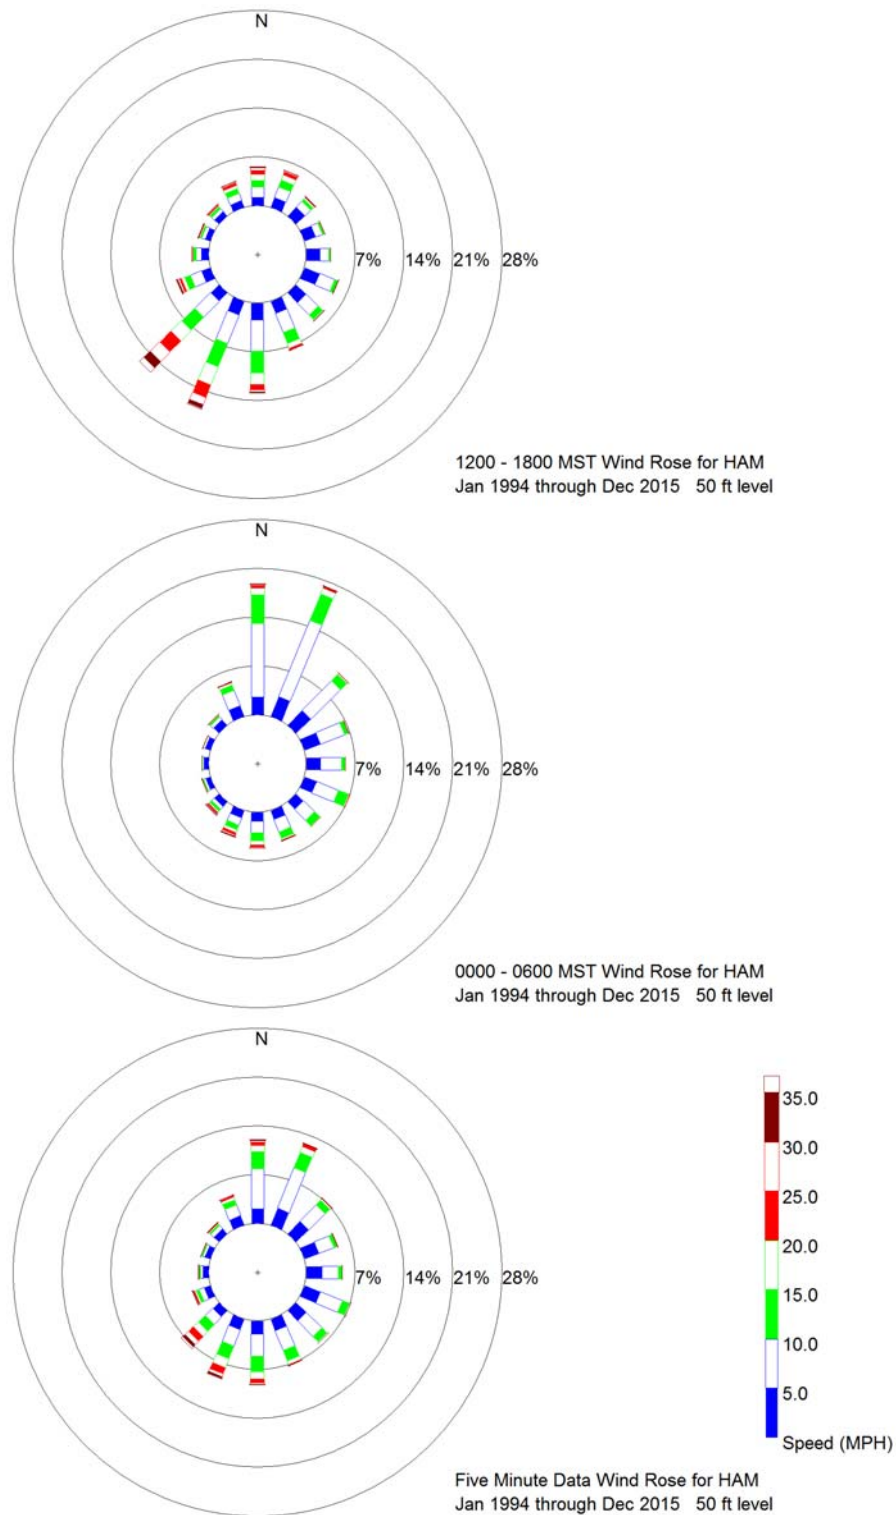 N
7% 14% 21% 28%
1200 - 1800 MST Wind Rose for HAM
Jan 1994 through Dec 2015 50 ft level
N
7% 14% 21% 28%
0000 - 0600 MST Wind Rose for HAM
Jan 1994 through Dec 2015 50 ft level
N
7% 14% 21% 28%
35.0
30.0
25.0
20.0
15.0
10.0
5.0
Speed (MPH)
Five Minute Data Wind Rose for HAM
Jan 1994 through Dec 2015 50 ft level